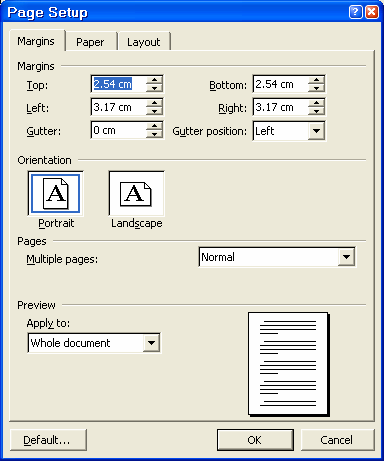 Page Setup
Margins Paper Layout
Margins
Top: 2.54 cm Bottom: 2.54 cm
Left: 3.17 cm Right: 3.17 cm
Gutter: 0 cm Gutter position: Left
Orientation
A A
Portrait Landscape
Pages
Multiple pages: Normal
Preview
Apply to:
Whole document
Default... OK Cancel